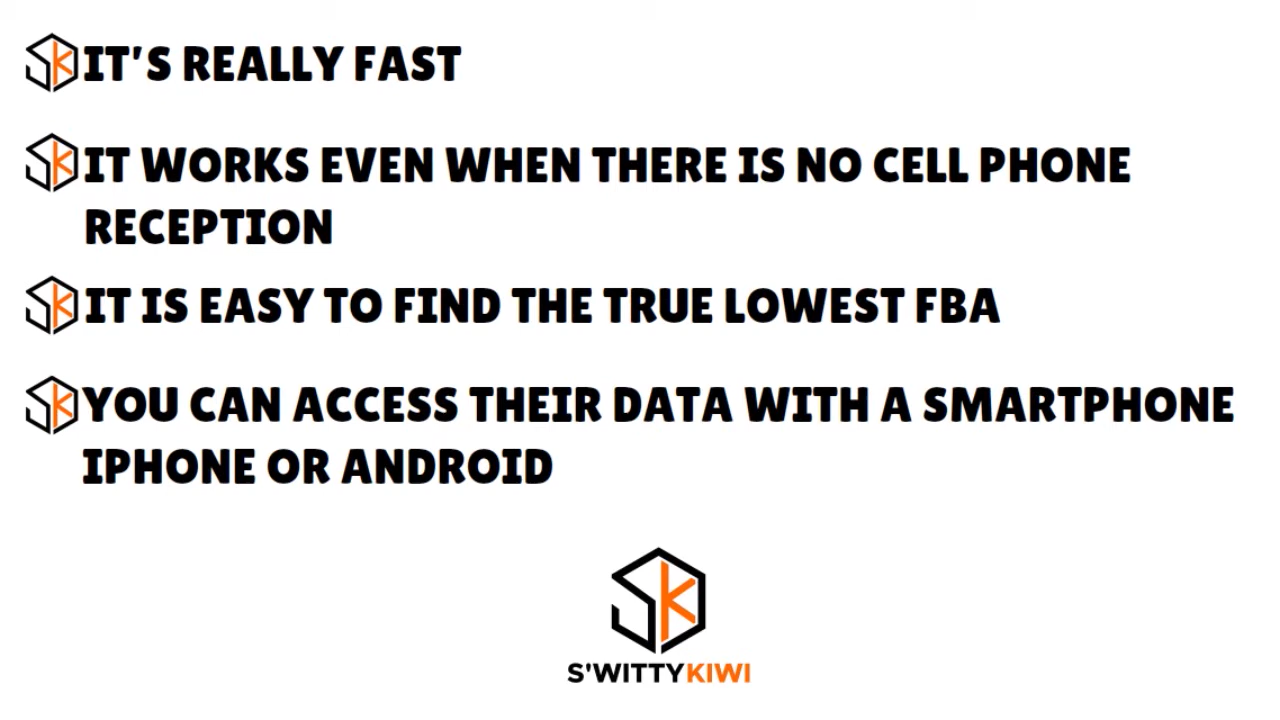 IT'S REALLY FAST
IT WORKS EVEN WHEN THERE IS NO CELL PHONE
RECEPTION
IT IS EASY TO FIND THE TRUE LOWEST FBA
YOU CAN ACCESS THEIR DATA WITH A SMARTPHONE
IPHONE OR ANDROID
S'WITTYKIWI